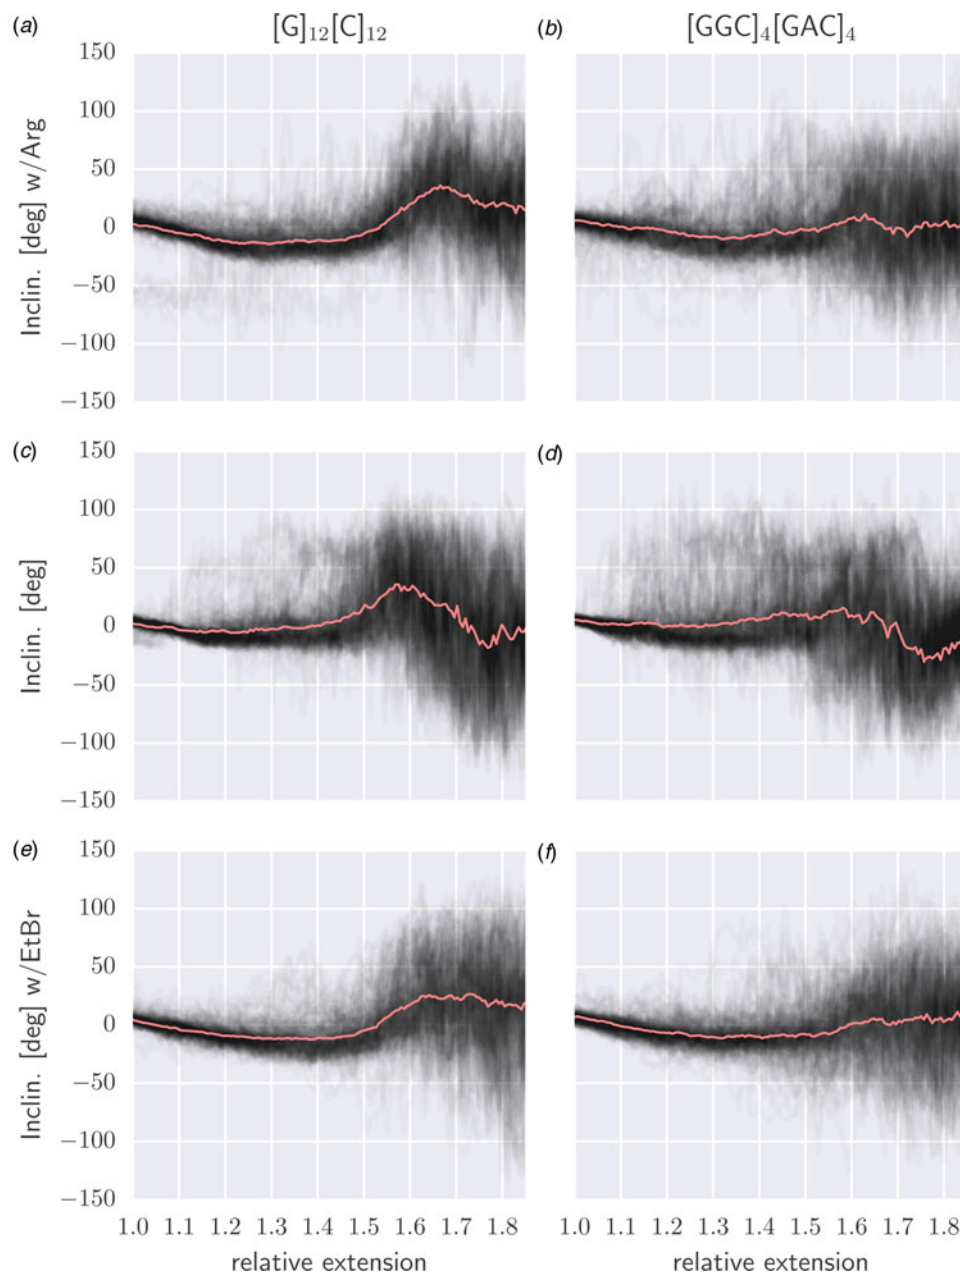 (a) [G]₁₂[C]₁₂ (b) [GGC]₄[GAC]₄
150
100
50
0
−50
−100
−150
Inclin. [deg] w/Arg
(c) (d)
150
100
50
0
−50
−100
−150
Inclin. [deg]
(e) (f)
150
100
50
0
−50
−100
−150
Inclin. [deg] w/EtBr
1.0 1.1 1.2 1.3 1.4 1.5 1.6 1.7 1.8 1.0 1.1 1.2 1.3 1.4 1.5 1.6 1.7 1.8
relative extension relative extension